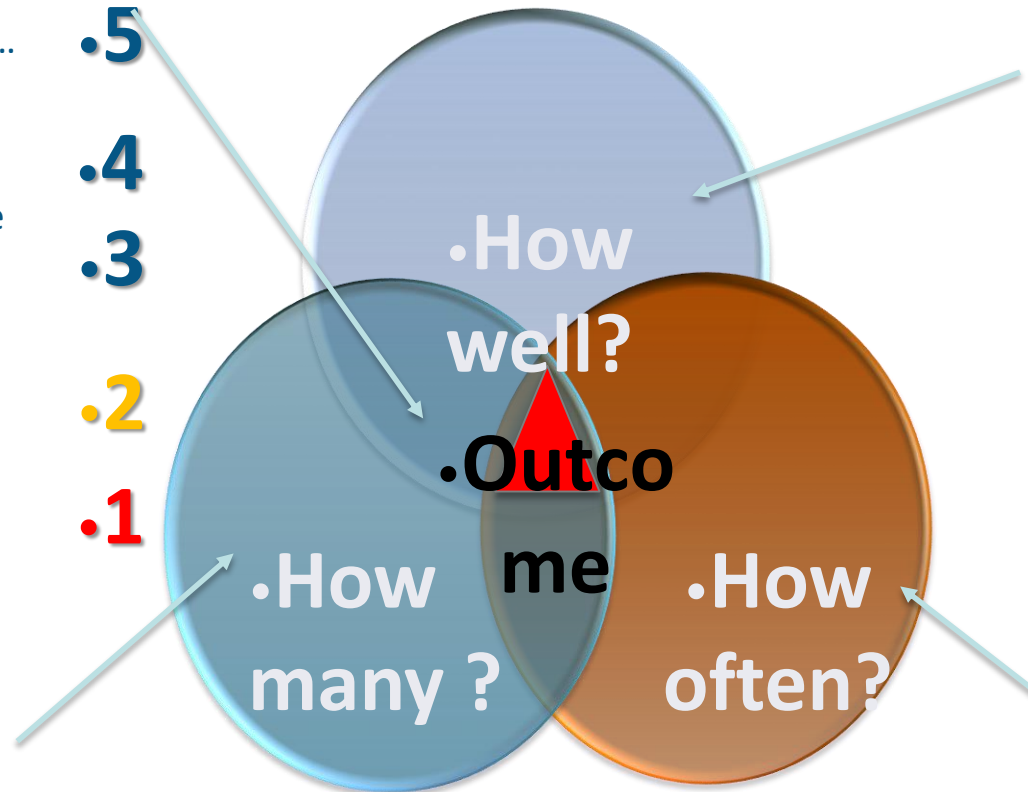 ...
•5
•4
e
•3
•2
•1
•How
well?
•Outco
me
•How
many ?
•How
often?